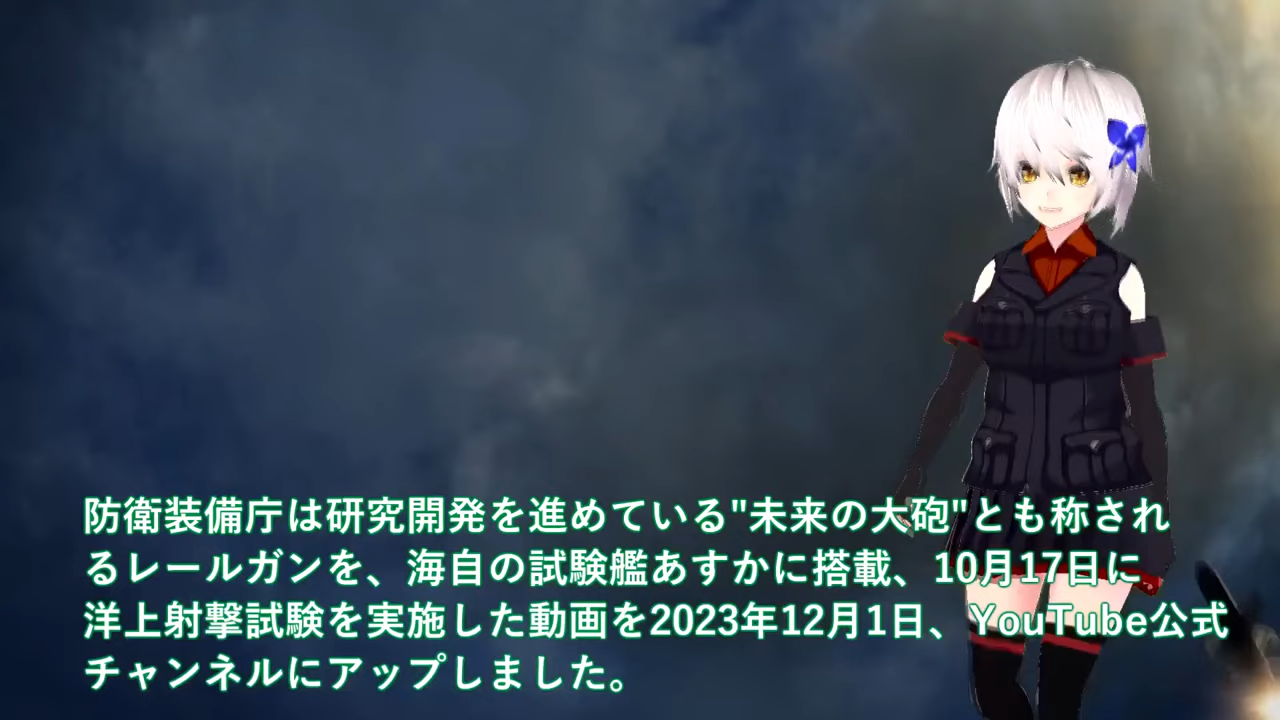 防衛装備庁は研究開発を進めている"未来の大砲"とも称され
るレールガンを、海自の試験艦あすかに搭載、10月17日に
洋上射撃試験を実施した動画を2023年12月1日、YouTube公式
チャンネルにアップしました。